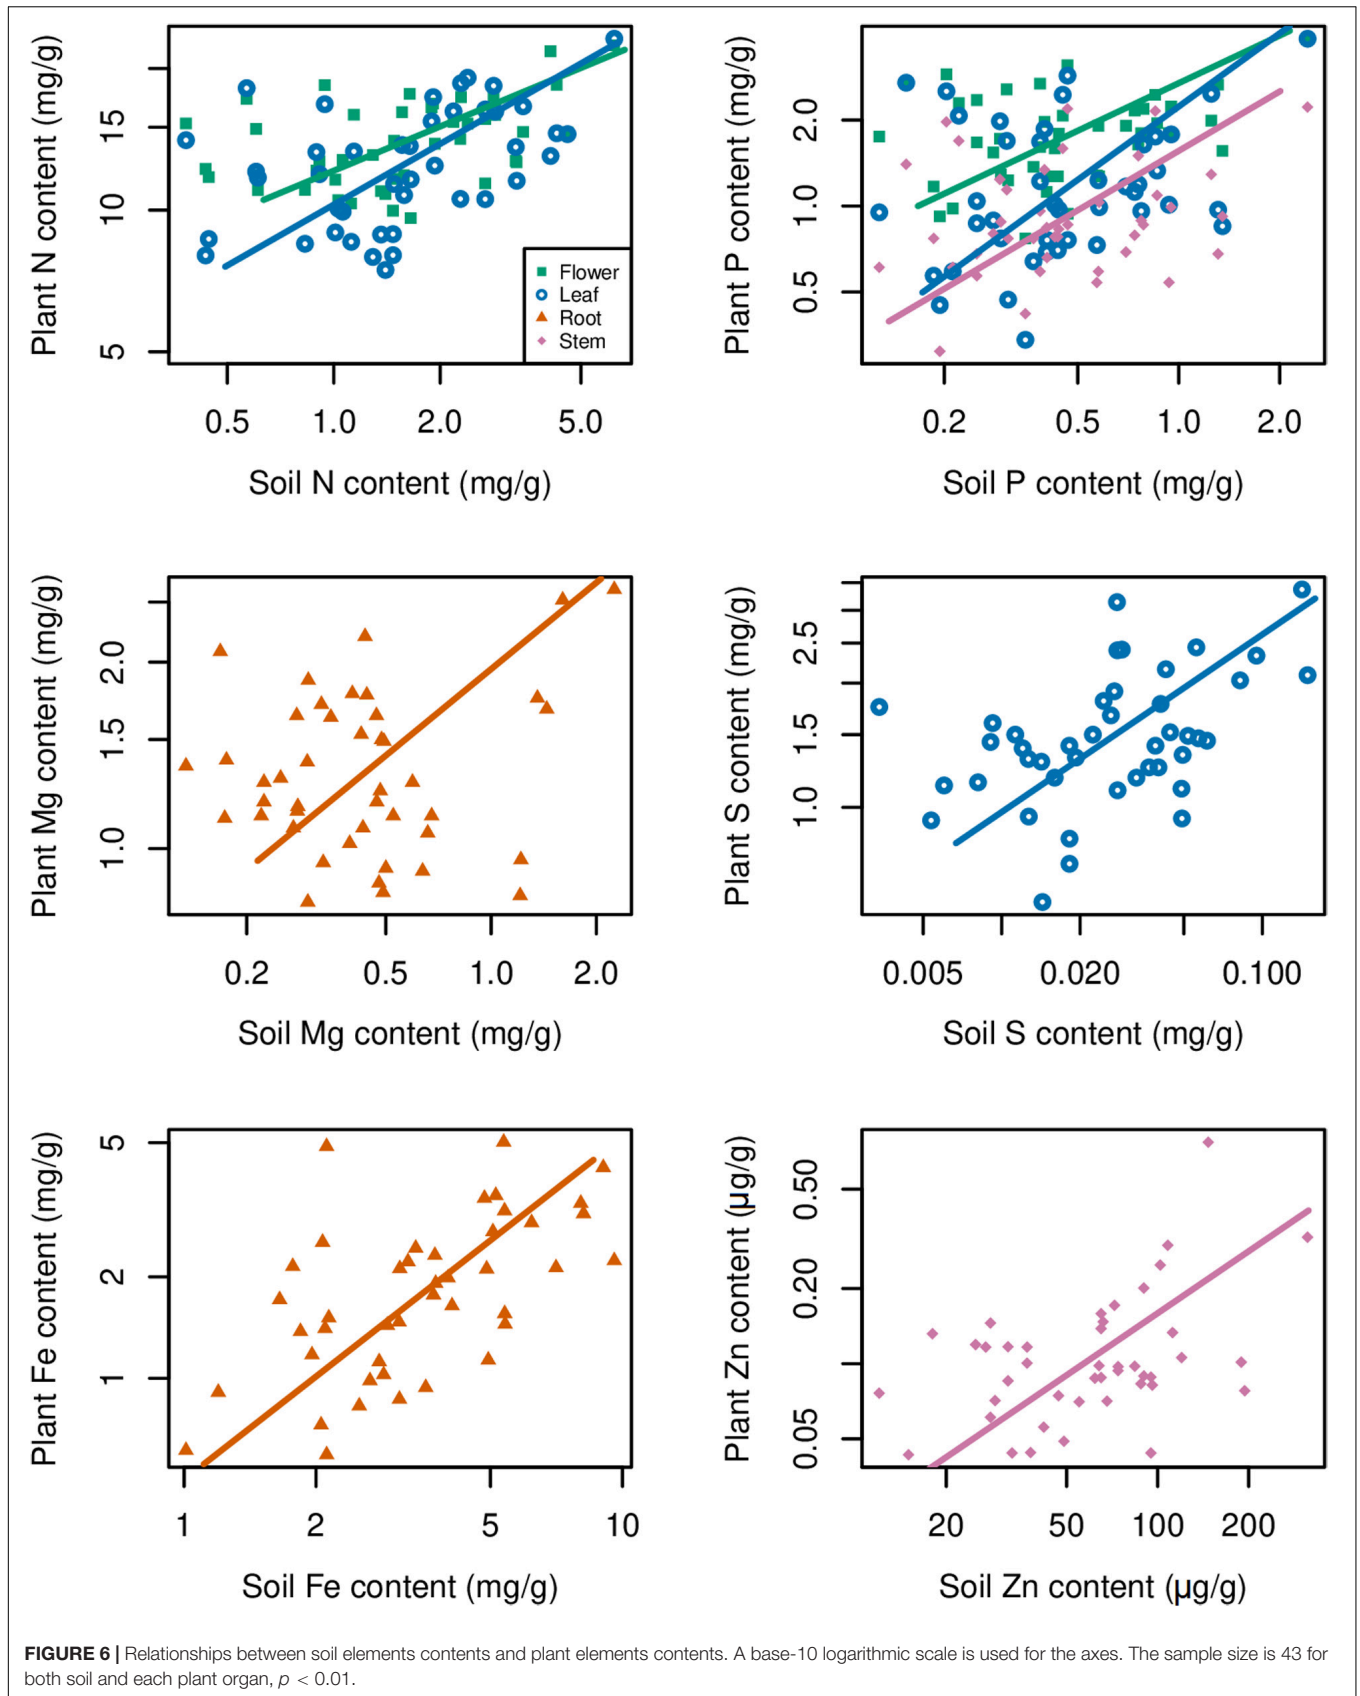 Plant N content (mg/g)
15
10
5
0.5 1.0 2.0 5.0
Soil N content (mg/g)
Flower
Leaf
Root
Stem
Plant P content (mg/g)
2.0
1.0
0.5
0.2 0.5 1.0 2.0
Soil P content (mg/g)
Plant Mg content (mg/g)
2.0
1.5
1.0
0.2 0.5 1.0 2.0
Soil Mg content (mg/g)
Plant S content (mg/g)
2.5
1.5
1.0
0.005 0.020 0.100
Soil S content (mg/g)
Plant Fe content (mg/g)
5
2
1
1 2 5 10
Soil Fe content (mg/g)
Plant Zn content (µg/g)
0.50
0.20
0.05
20 50 100 200
Soil Zn content (µg/g)
FIGURE 6 | Relationships between soil elements contents and plant elements contents. A base-10 logarithmic scale is used for the axes. The sample size is 43 for
both soil and each plant organ, p < 0.01.